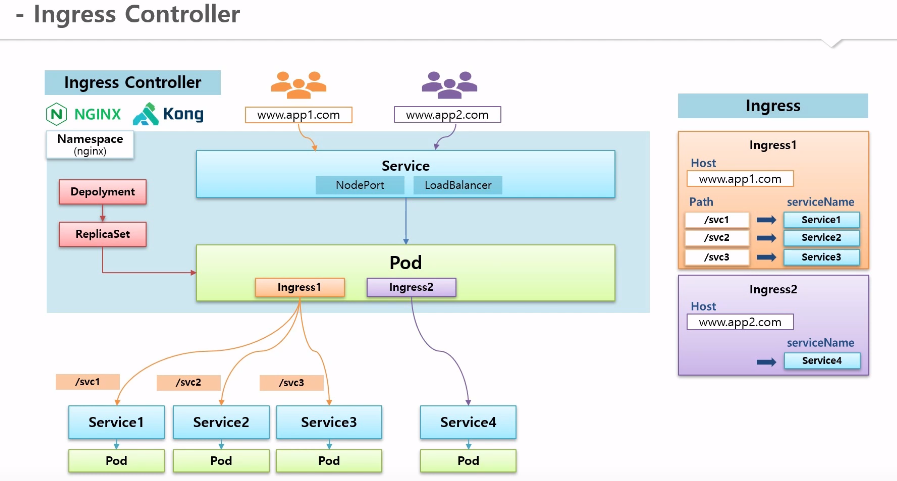 - Ingress Controller
Ingress Controller
NGINX
Kong
www.app1.com
www.app2.com
Namespace
(nginx)
Service
NodePort
LoadBalancer
Depolyment
ReplicaSet
Pod
Ingress1
Ingress2
/svc1
/svc2
/svc3
Service1
Service2
Service3
Service4
Pod
Pod
Pod
Pod
Ingress
Ingress1
Host
www.app1.com
Path
serviceName
/svc1
Service1
/svc2
Service2
/svc3
Service3
Ingress2
Host
www.app2.com
serviceName
Service4